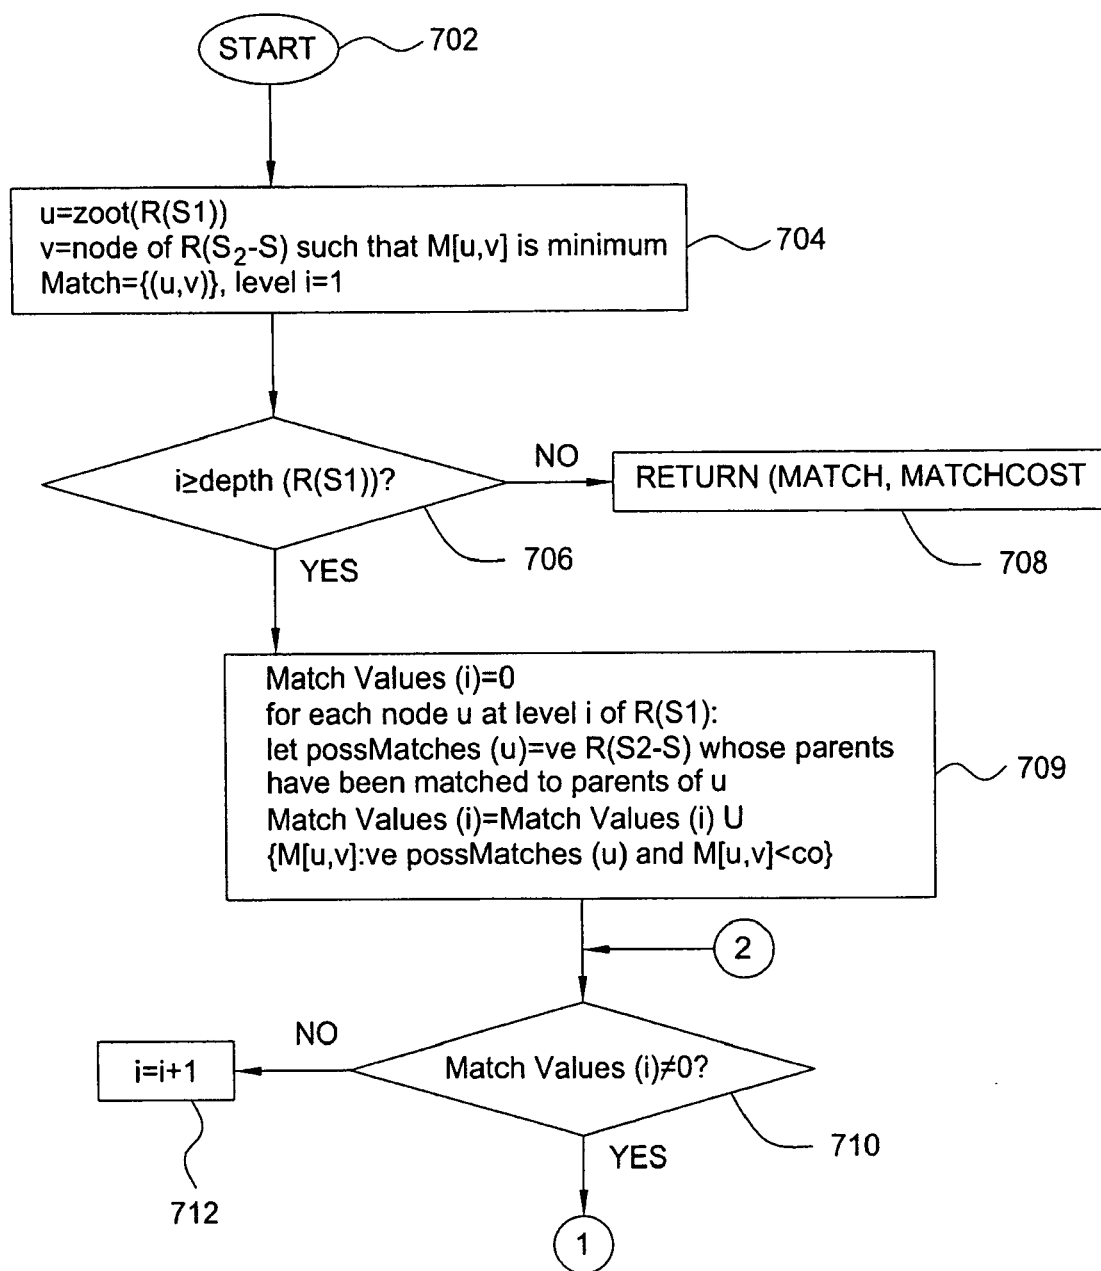 START
702
u=zoot(R(S1))
v=node of R(S₂-S) such that M[u,v] is minimum
Match={(u,v)}, level i=1
704
i≥depth (R(S1))?
NO
RETURN (MATCH, MATCHCOST
706
708
YES
Match Values (i)=0
for each node u at level i of R(S1):
let possMatches (u)=ve R(S2-S) whose parents
have been matched to parents of u
Match Values (i)=Match Values (i) U
{M[u,v]:ve possMatches (u) and M[u,v]<co}
709
2
NO
i=i+1
Match Values (i)≠0?
710
712
YES
1